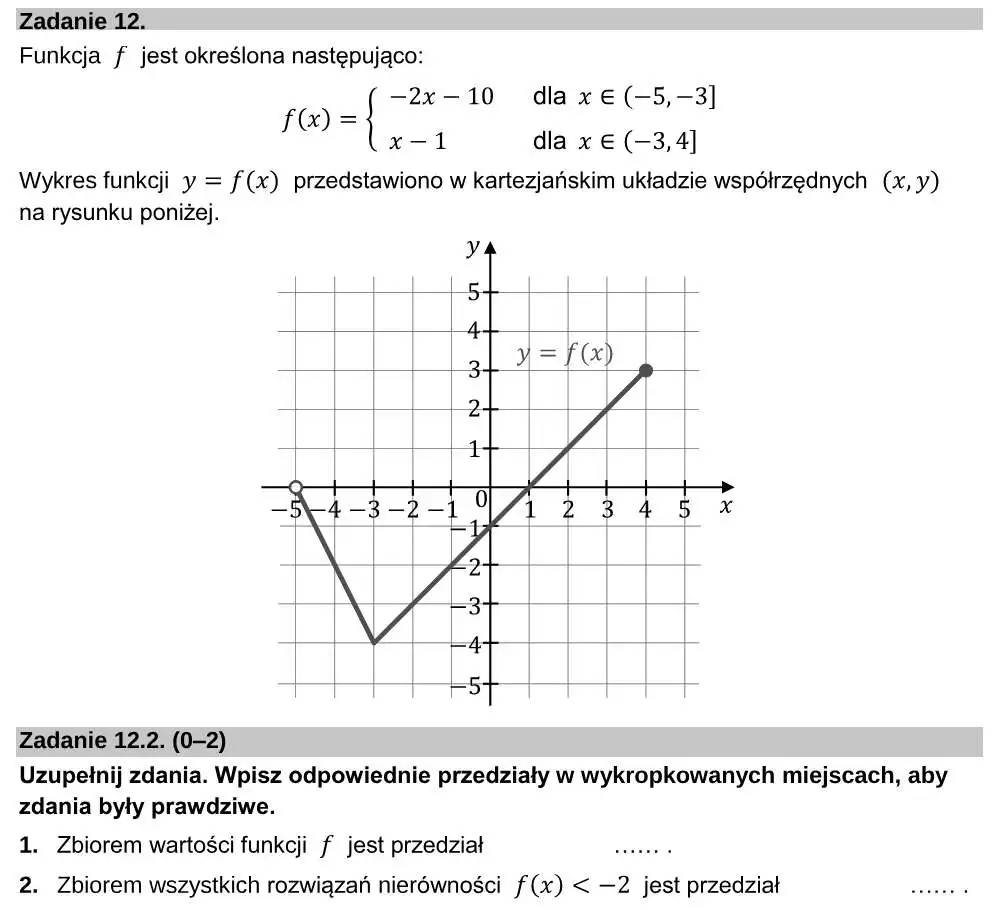 Zadanie 12.
Funkcja f jest określona następująco:
f(x) = { −2x − 10 dla x ∈ (−5, −3]
x − 1 dla x ∈ (−3, 4]
Wykres funkcji y = f(x) przedstawiono w kartezjańskim układzie współrzędnych (x, y)
na rysunku poniżej.
y
5
4
y = f(x)
3
2
1
−5 −4 −3 −2 −1 0 1 2 3 4 5 x
−1
−2
−3
−4
−5
Zadanie 12.2. (0–2)
Uzupełnij zdania. Wpisz odpowiednie przedziały w wykropkowanych miejscach, aby
zdania były prawdziwe.
1. Zbiorem wartości funkcji f jest przedział ...... .
2. Zbiorem wszystkich rozwiązań nierówności f(x) < −2 jest przedział ...... .